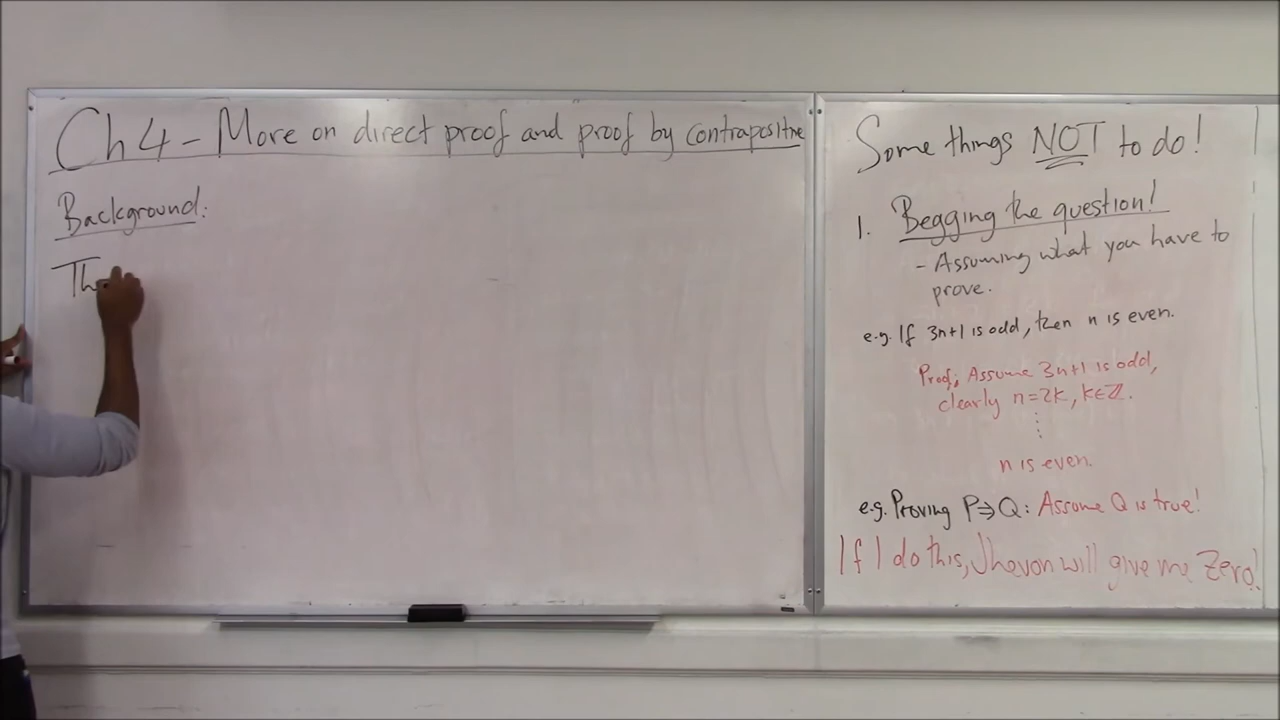 Ch 4 - More on direct proof and proof by contrapositive
Background:
Th
Some things NOT to do!
1. Begging the question!
- Assuming what you have to
prove.
e.g. If 3n+1 is odd, then n is even.
Proof: Assume 3n+1 is odd,
clearly n=2k, k∈ℤ.
⋮
n is even.
e.g. Proving P⇒Q: Assume Q is true!
If I do this, Jhevon will give me Zero!